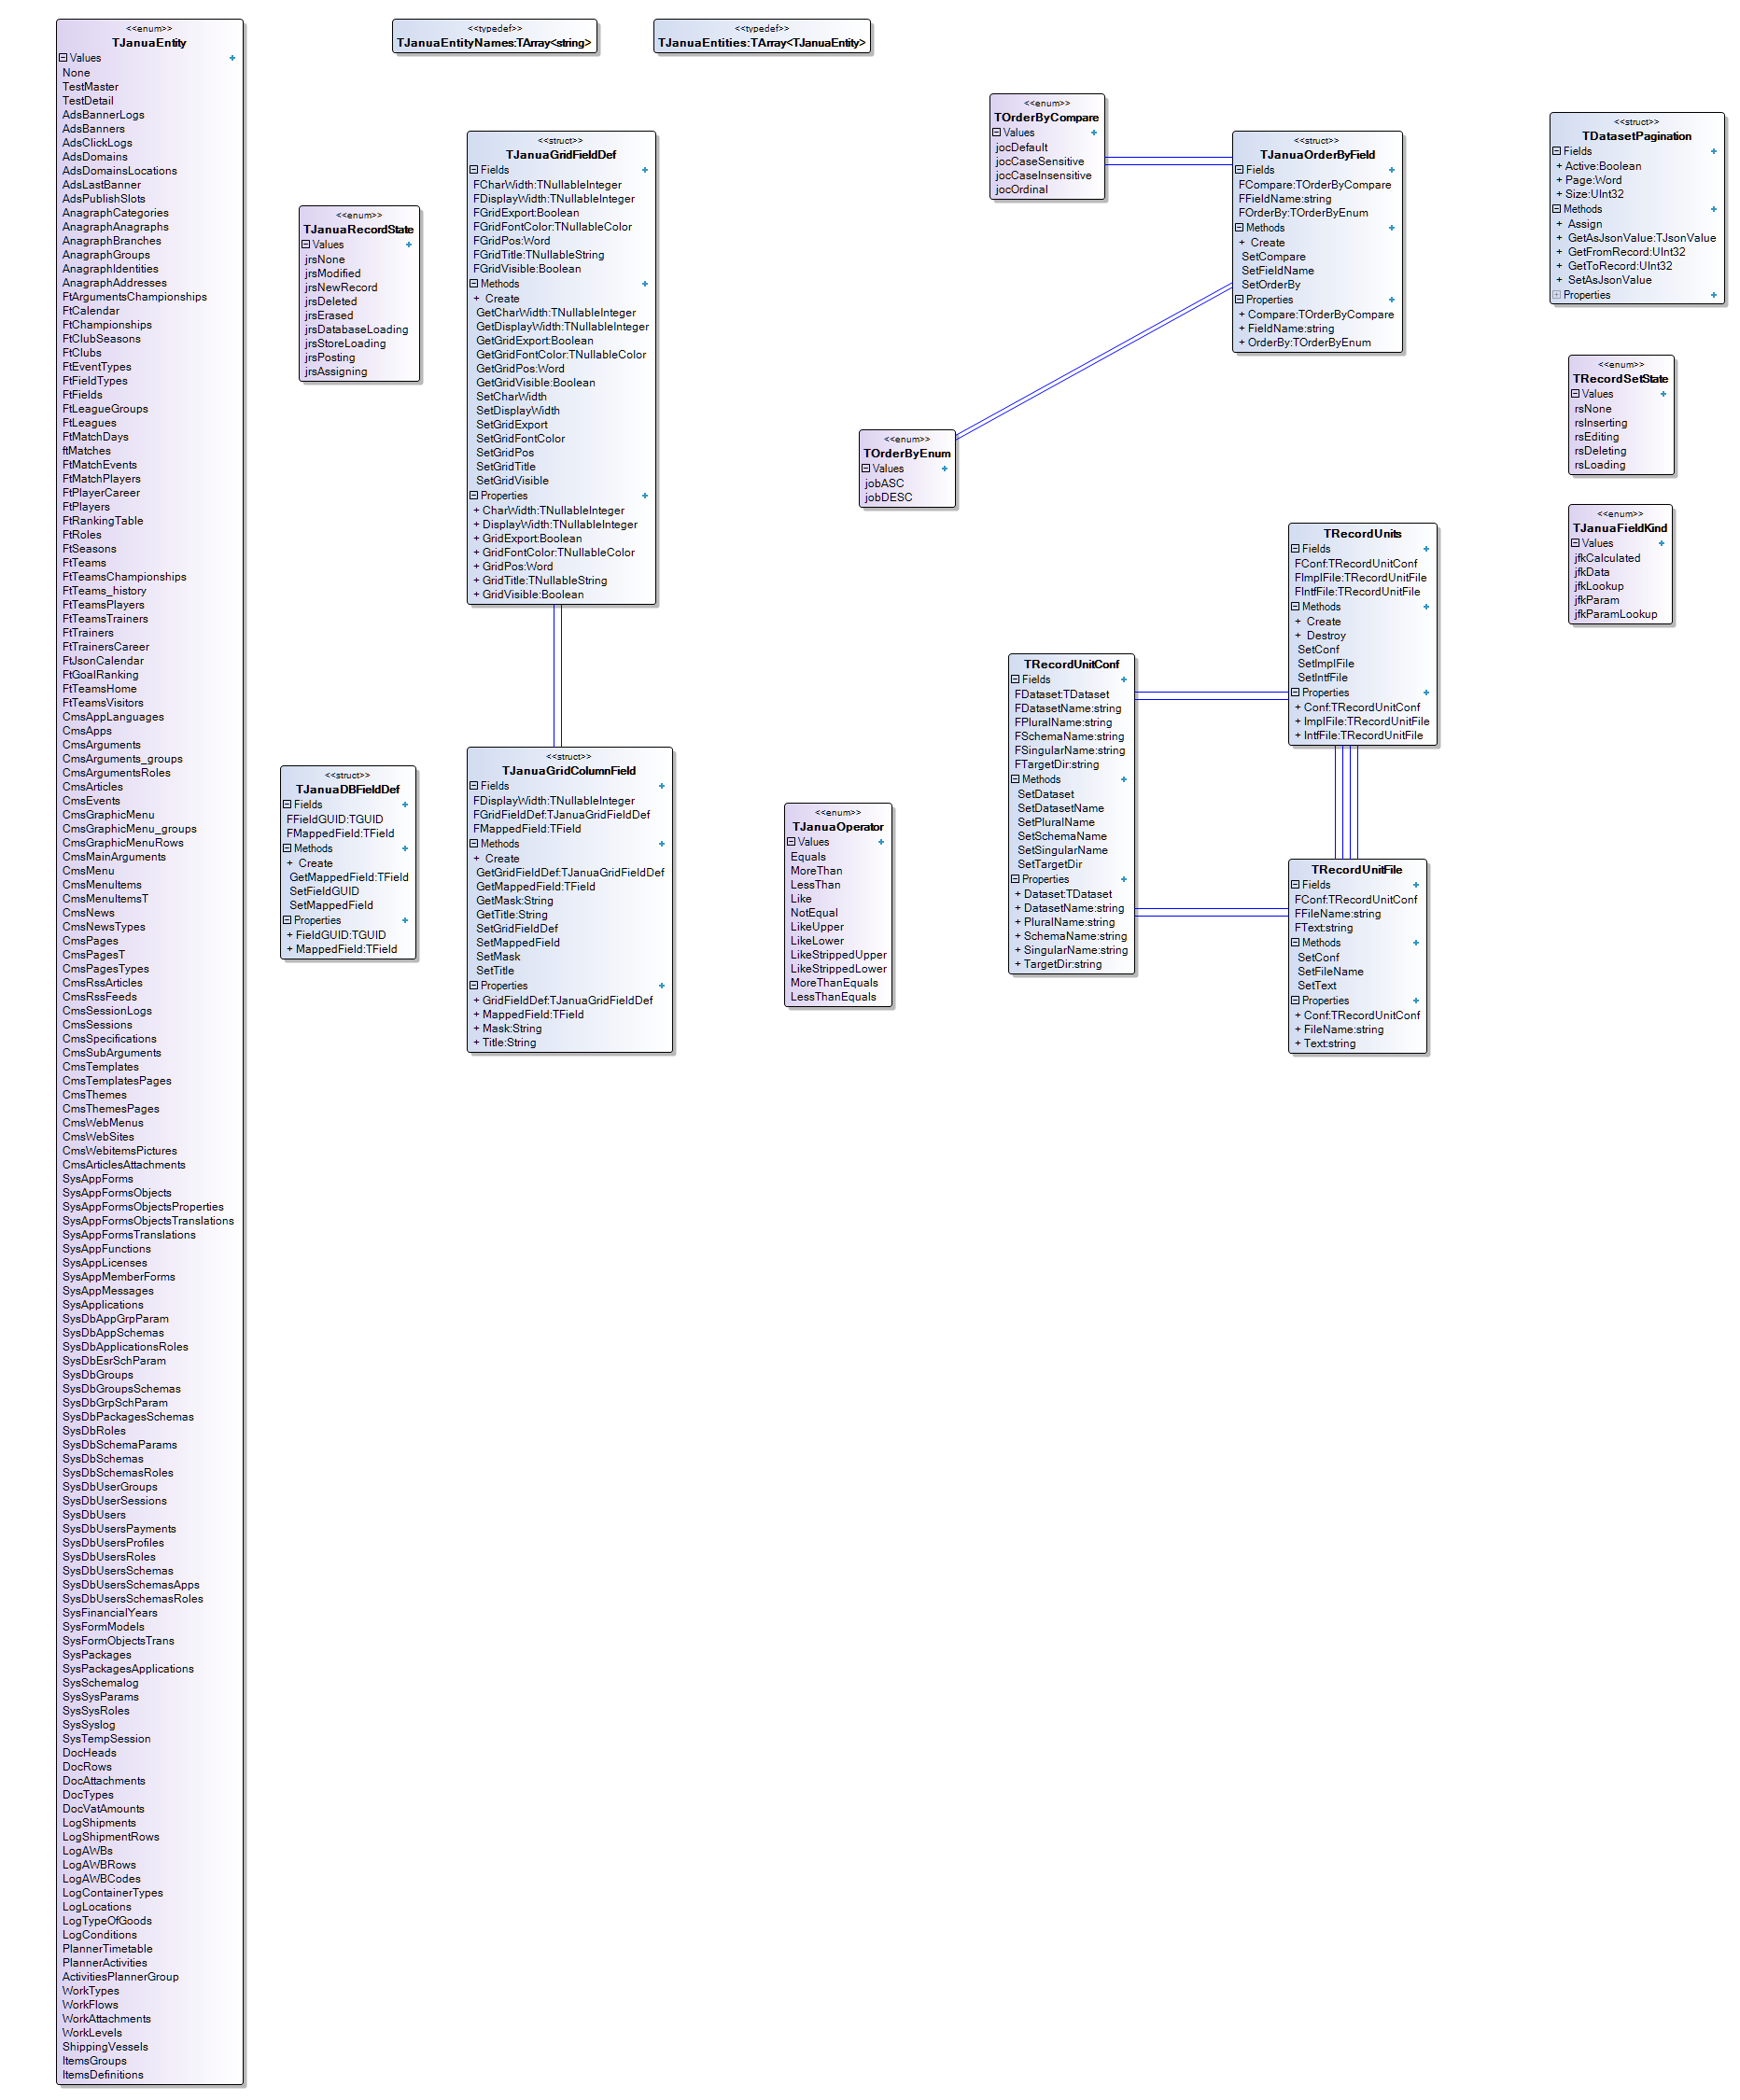 <<enum>>
TJanuaEntity
Values
None
TestMaster
TestDetail
AdsBannerLogs
AdsBanners
AdsClickLogs
AdsDomains
AdsDomainsLocations
AdsLastBanner
AdsPublishSlots
AnagraphCategories
AnagraphAnagraphs
AnagraphBranches
AnagraphGroups
AnagraphIdentities
AnagraphAddresses
FtArgumentsChampionships
FtCalendar
FtChampionships
FtClubSeasons
FtClubs
FtEventTypes
FtFieldTypes
FtFields
FtLeagueGroups
FtLeagues
FtMatchDays
ftMatches
FtMatchEvents
FtMatchPlayers
FtPlayerCareer
FtPlayers
FtRankingTable
FtRoles
FtSeasons
FtTeams
FtTeamsChampionships
FtTeams_history
FtTeamsPlayers
FtTeamsTrainers
FtTrainers
FtTrainersCareer
FtJsonCalendar
FtGoalRanking
FtTeamsHome
FtTeamsVisitors
CmsAppLanguages
CmsApps
CmsArguments
CmsArguments_groups
CmsArgumentsRoles
CmsArticles
CmsEvents
CmsGraphicMenu
CmsGraphicMenu_groups
CmsGraphicMenuRows
CmsMainArguments
CmsMenu
CmsMenuItems
CmsMenuItemsT
CmsNews
CmsNewsTypes
CmsPages
CmsPagesT
CmsPagesTypes
CmsRssArticles
CmsRssFeeds
CmsSessionLogs
CmsSessions
CmsSpecifications
CmsSubArguments
CmsTemplates
CmsTemplatesPages
CmsThemes
CmsThemesPages
CmsWebMenus
CmsWebSites
CmsWebitemsPictures
CmsArticlesAttachments
SysAppForms
SysAppFormsObjects
SysAppFormsObjectsProperties
SysAppFormsObjectsTranslations
SysAppFormsTranslations
SysAppFunctions
SysAppLicenses
SysAppMemberForms
SysAppMessages
SysApplications
SysDbAppGrpParam
SysDbAppSchemas
SysDbApplicationsRoles
SysDbEsrSchParam
SysDbGroups
SysDbGroupsSchemas
SysDbGrpSchParam
SysDbPackagesSchemas
SysDbRoles
SysDbSchemaParams
SysDbSchemas
SysDbSchemasRoles
SysDbUserGroups
SysDbUserSessions
SysDbUsers
SysDbUsersPayments
SysDbUsersProfiles
SysDbUsersRoles
SysDbUsersSchemas
SysDbUsersSchemasApps
SysDbUsersSchemasRoles
SysFinancialYears
SysFormModels
SysFormObjectsTrans
SysPackages
SysPackagesApplications
SysSchemalog
SysSysParams
SysSysRoles
SysSyslog
SysTempSession
DocHeads
DocRows
DocAttachments
DocTypes
DocVatAmounts
LogShipments
LogShipmentRows
LogAWBs
LogAWBRows
LogAWBCodes
LogContainerTypes
LogLocations
LogTypeOfGoods
LogConditions
PlannerTimetable
PlannerActivities
ActivitiesPlannerGroup
WorkTypes
WorkFlows
WorkAttachments
WorkLevels
ShippingVessels
ItemsGroups
ItemsDefinitions
<<typedef>>
TJanuaEntityNames:TArray<string>
<<typedef>>
TJanuaEntities:TArray<TJanuaEntity>
<<enum>>
TJanuaRecordState
Values
jrsNone
jrsModified
jrsNewRecord
jrsDeleted
jrsErased
jrsDatabaseLoading
jrsStoreLoading
jrsPosting
jrsAssigning
<<struct>>
TJanuaGridFieldDef
Fields
FCharWidth:TNullableInteger
FDisplayWidth:TNullableInteger
FGridExport:Boolean
FGridFontColor:TNullableColor
FGridPos:Word
FGridTitle:TNullableString
FGridVisible:Boolean
Methods
+ Create
GetCharWidth:TNullableInteger
GetDisplayWidth:TNullableInteger
GetGridExport:Boolean
GetGridFontColor:TNullableColor
GetGridPos:Word
GetGridVisible:Boolean
SetCharWidth
SetDisplayWidth
SetGridExport
SetGridFontColor
SetGridPos
SetGridTitle
SetGridVisible
Properties
+ CharWidth:TNullableInteger
+ DisplayWidth:TNullableInteger
+ GridExport:Boolean
+ GridFontColor:TNullableColor
+ GridPos:Word
+ GridTitle:TNullableString
+ GridVisible:Boolean
<<struct>>
TJanuaDBFieldDef
Fields
FFieldGUID:TGUID
FMappedField:TField
Methods
+ Create
GetMappedField:TField
SetFieldGUID
SetMappedField
Properties
+ FieldGUID:TGUID
+ MappedField:TField
<<struct>>
TJanuaGridColumnField
Fields
FDisplayWidth:TNullableInteger
FGridFieldDef:TJanuaGridFieldDef
FMappedField:TField
Methods
+ Create
GetGridFieldDef:TJanuaGridFieldDef
GetMappedField:TField
GetMask:String
GetTitle:String
SetGridFieldDef
SetMappedField
SetMask
SetTitle
Properties
+ GridFieldDef:TJanuaGridFieldDef
+ MappedField:TField
+ Mask:String
+ Title:String
<<enum>>
TJanuaOperator
Values
Equals
MoreThan
LessThan
Like
NotEqual
LikeUpper
LikeLower
LikeStrippedUpper
LikeStrippedLower
MoreThanEquals
LessThanEquals
<<enum>>
TOrderByCompare
Values
jocDefault
jocCaseSensitive
jocCaseInsensitive
jocOrdinal
<<struct>>
TJanuaOrderByField
Fields
FCompare:TOrderByCompare
FFieldName:string
FOrderBy:TOrderByEnum
Methods
+ Create
SetCompare
SetFieldName
SetOrderBy
Properties
+ Compare:TOrderByCompare
+ FieldName:string
+ OrderBy:TOrderByEnum
<<enum>>
TOrderByEnum
Values
jobASC
jobDESC
<<struct>>
TDatasetPagination
Fields
+ Active:Boolean
+ Page:Word
+ Size:UInt32
Methods
+ Assign
+ GetAsJsonValue:TJsonValue
+ GetFromRecord:UInt32
+ GetToRecord:UInt32
+ SetAsJsonValue
Properties
<<enum>>
TRecordSetState
Values
rsNone
rsInserting
rsEditing
rsDeleting
rsLoading
<<enum>>
TJanuaFieldKind
Values
jfkCalculated
jfkData
jfkLookup
jfkParam
jfkParamLookup
TRecordUnits
Fields
FConf:TRecordUnitConf
FImplFile:TRecordUnitFile
FIntfFile:TRecordUnitFile
Methods
+ Create
+ Destroy
SetConf
SetImplFile
SetIntfFile
Properties
+ Conf:TRecordUnitConf
+ ImplFile:TRecordUnitFile
+ IntfFile:TRecordUnitFile
TRecordUnitConf
Fields
FDataset:TDataset
FDatasetName:string
FPluralName:string
FSchemaName:string
FSingularName:string
FTargetDir:string
Methods
SetDataset
SetDatasetName
SetPluralName
SetSchemaName
SetSingularName
SetTargetDir
Properties
+ Dataset:TDataset
+ DatasetName:string
+ PluralName:string
+ SchemaName:string
+ SingularName:string
+ TargetDir:string
TRecordUnitFile
Fields
FConf:TRecordUnitConf
FFileName:string
FText:string
Methods
SetConf
SetFileName
SetText
Properties
+ Conf:TRecordUnitConf
+ FileName:string
+ Text:string